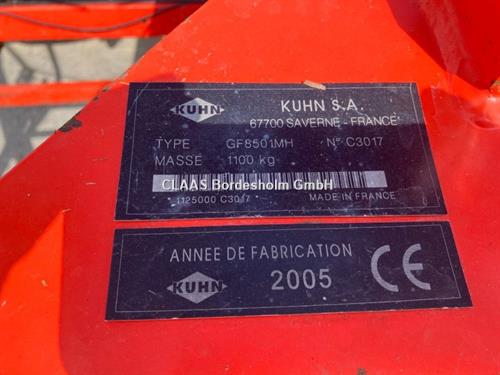 KUHN
KUHN S.A.
67700 SAVERNE - FRANCE
TYPE GF8501MH N° C3017
MASSE 1100 kg
CLAAS Bordesholm GmbH
1125000 C3017 MADE IN FRANCE
ANNEE DE FABRICATION
KUHN 2005 CE